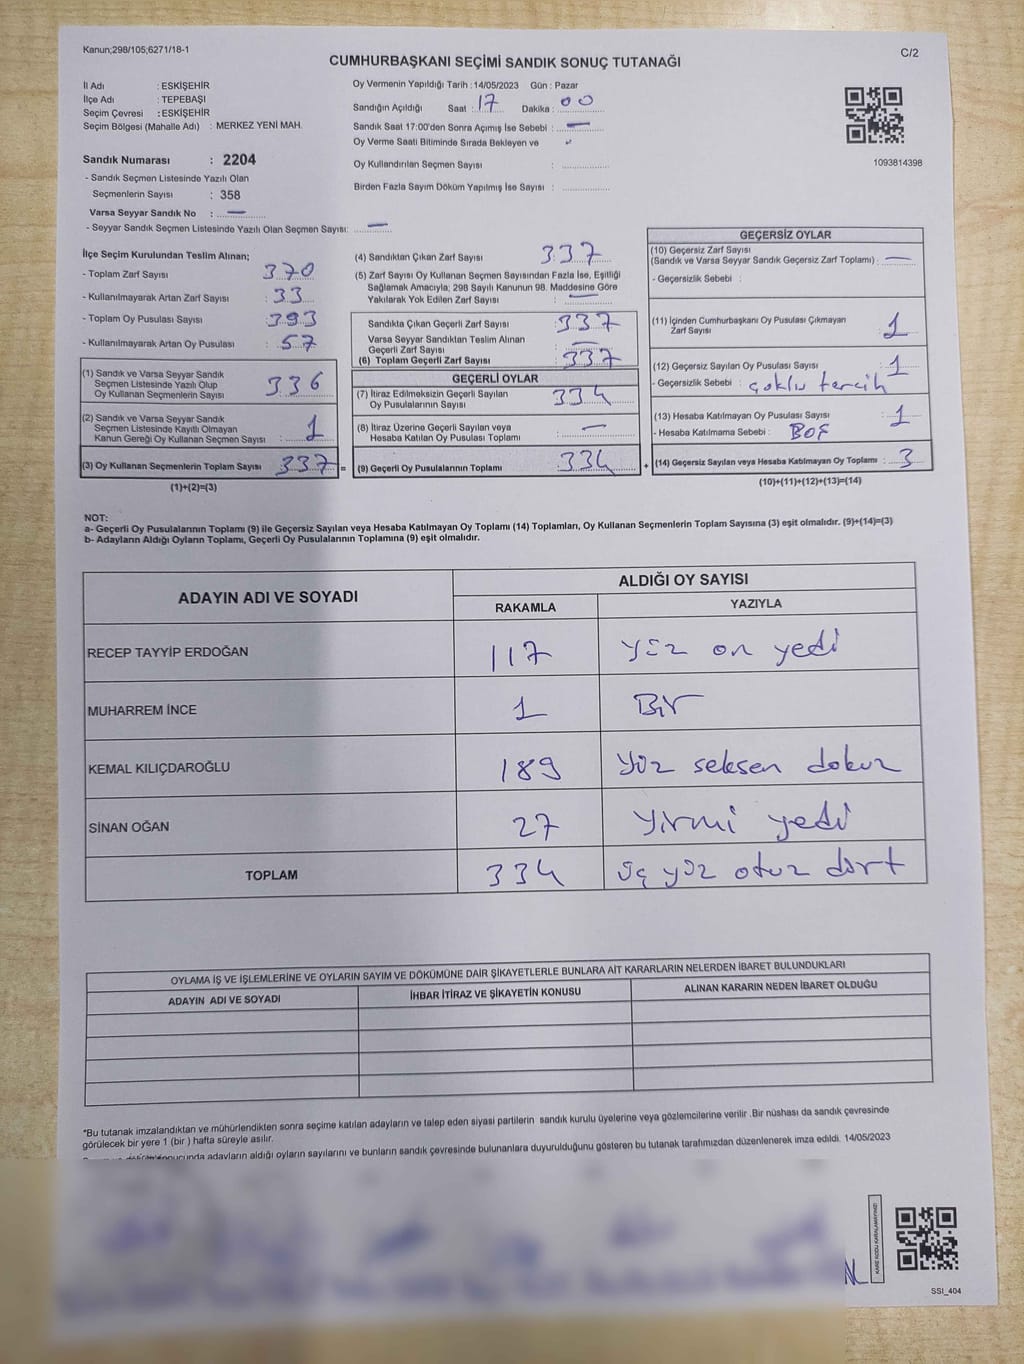 Kanun;298/105;6271/18-1
C/2
CUMHURBAŞKANI SEÇİMİ SANDIK SONUÇ TUTANAĞI
İl Adı : ESKİŞEHİR
İlçe Adı : TEPEBAŞI
Seçim Çevresi : ESKİŞEHİR
Seçim Bölgesi (Mahalle Adı) : MERKEZ YENİ MAH.
Sandık Numarası : 2204
- Sandık Seçmen Listesinde Yazılı Olan
Seçmenlerin Sayısı : 358
Varsa Seyyar Sandık No : —
- Seyyar Sandık Seçmen Listesinde Yazılı Olan Seçmen Sayısı: —
Oy Vermenin Yapıldığı Tarih : 14/05/2023 Gün : Pazar
Sandığın Açıldığı Saat : 17 Dakika : 00
Sandık Saat 17:00'den Sonra Açımış İse Sebebi : —
Oy Verme Saati Bitiminde Sırada Bekleyen ve
Oy Kullandırılan Seçmen Sayısı :
Birden Fazla Sayım Döküm Yapılmış İse Sayısı :
1093814398
İlçe Seçim Kurulundan Teslim Alınan;
- Toplam Zarf Sayısı : 370
- Kullanılmayarak Artan Zarf Sayısı : 33
- Toplam Oy Pusulası Sayısı : 393
- Kullanılmayarak Artan Oy Pusulası : 57
(1) Sandık ve Varsa Seyyar Sandık
Seçmen Listesinde Yazılı Olup
Oy Kullanan Seçmenlerin Sayısı : 336
(2) Sandık ve Varsa Seyyar Sandık
Seçmen Listesinde Kayıtlı Olmayan
Kanun Gereği Oy Kullanan Seçmen Sayısı : 1
(3) Oy Kullanan Seçmenlerin Toplam Sayısı : 337 =
(1)+(2)=(3)
(4) Sandıktan Çıkan Zarf Sayısı : 337
(5) Zarf Sayısı Oy Kullanan Seçmen Sayısından Fazla İse, Eşitliği
Sağlamak Amacıyla; 298 Sayılı Kanunun 98. Maddesine Göre
Yakılarak Yok Edilen Zarf Sayısı : —
Sandıkta Çıkan Geçerli Zarf Sayısı : 337
Varsa Seyyar Sandıktan Teslim Alınan
Geçerli Zarf Sayısı : —
(6) Toplam Geçerli Zarf Sayısı : 337
GEÇERLİ OYLAR
(7) İtiraz Edilmeksizin Geçerli Sayılan
Oy Pusulalarının Sayısı : 334
(8) İtiraz Üzerine Geçerli Sayılan veya
Hesaba Katılan Oy Pusulası Toplamı : —
(9) Geçerli Oy Pusulalarının Toplamı : 334 +
GEÇERSİZ OYLAR
(10) Geçersiz Zarf Sayısı
(Sandık ve Varsa Seyyar Sandık Geçersiz Zarf Toplamı) : —
- Geçersizlik Sebebi :
(11) İçinden Cumhurbaşkanı Oy Pusulası Çıkmayan
Zarf Sayısı : 1
(12) Geçersiz Sayılan Oy Pusulası Sayısı : 1
- Geçersizlik Sebebi : çoklu tercih
(13) Hesaba Katılmayan Oy Pusulası Sayısı : 1
- Hesaba Katılmama Sebebi : BOŞ
(14) Geçersiz Sayılan veya Hesaba Katılmayan Oy Toplamı : 3
(10)+(11)+(12)+(13)=(14)
NOT:
a- Geçerli Oy Pusulalarının Toplamı (9) ile Geçersiz Sayılan veya Hesaba Katılmayan Oy Toplamı (14) Toplamları, Oy Kullanan Seçmenlerin Toplam Sayısına (3) eşit olmalıdır. (9)+(14)=(3)
b- Adayların Aldığı Oyların Toplamı, Geçerli Oy Pusulalarının Toplamına (9) eşit olmalıdır.
ADAYIN ADI VE SOYADI
ALDIĞI OY SAYISI
RAKAMLA YAZIYLA
RECEP TAYYİP ERDOĞAN 117 yüz on yedi
MUHARREM İNCE 1 Bir
KEMAL KILIÇDAROĞLU 189 yüz seksen dokuz
SİNAN OĞAN 27 yirmi yedi
TOPLAM 334 üç yüz otuz dört
OYLAMA İŞ VE İŞLEMLERİNE VE OYLARIN SAYIM VE DÖKÜMÜNE DAİR ŞİKAYETLERLE BUNLARA AİT KARARLARIN NELERDEN İBARET BULUNDUKLARI
ADAYIN ADI VE SOYADI İHBAR İTİRAZ VE ŞİKAYETİN KONUSU ALINAN KARARIN NEDEN İBARET OLDUĞU
*Bu tutanak imzalandıktan ve mühürlendikten sonra seçime katılan adayların ve talep eden siyasi partilerin sandık kurulu üyelerine veya gözlemcilerine verilir .Bir nüshası da sandık çevresinde
görülecek bir yere 1 (bir ) hafta süreyle asılır.
adayların aldığı oyların sayılarını ve bunların sandık çevresinde bulunanlara duyurulduğunu gösteren bu tutanak tarafımızdan düzenlenerek imza edildi. 14/05/2023
KARE KODU KARALAMAYINIZ!
SSI_404